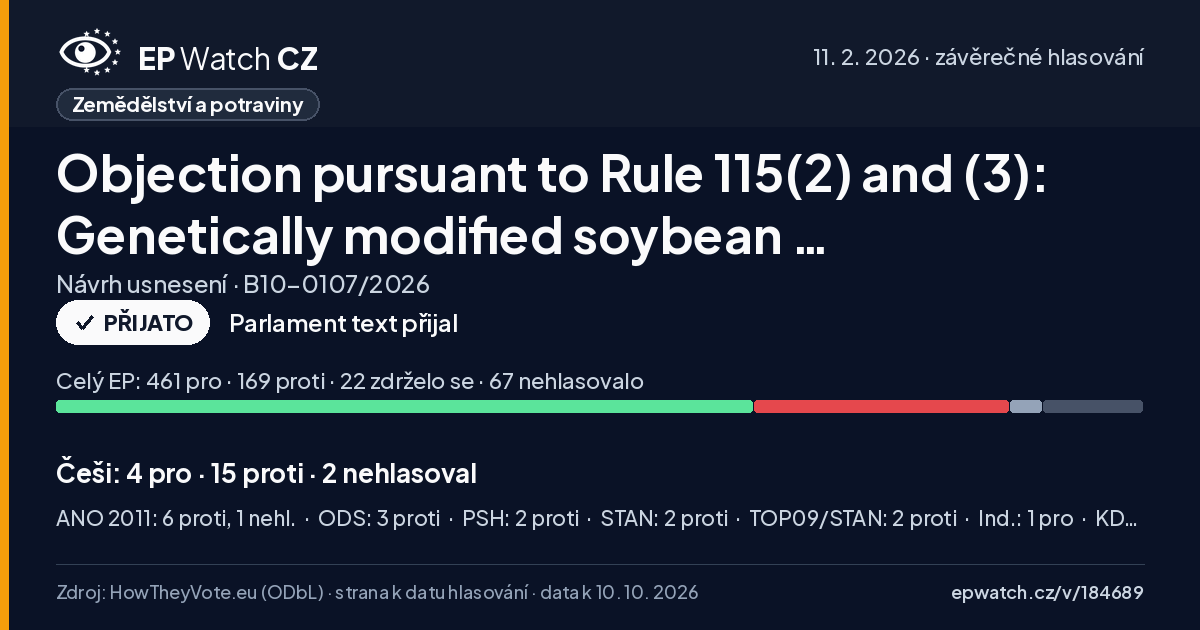 EP Watch CZ
11. 2. 2026 · závěrečné hlasování
Zemědělství a potraviny
Objection pursuant to Rule 115(2) and (3):
Genetically modified soybean …
Návrh usnesení · B10-0107/2026
✓ PŘIJATO Parlament text přijal
Celý EP: 461 pro · 169 proti · 22 zdrželo se · 67 nehlasovalo
Češi: 4 pro · 15 proti · 2 nehlasoval
ANO 2011: 6 proti, 1 nehl. · ODS: 3 proti · PSH: 2 proti · STAN: 2 proti · TOP09/STAN: 2 proti · Ind.: 1 pro · KD…
Zdroj: HowTheyVote.eu (ODbL) · strana k datu hlasování · data k 10. 10. 2026
epwatch.cz/v/184689